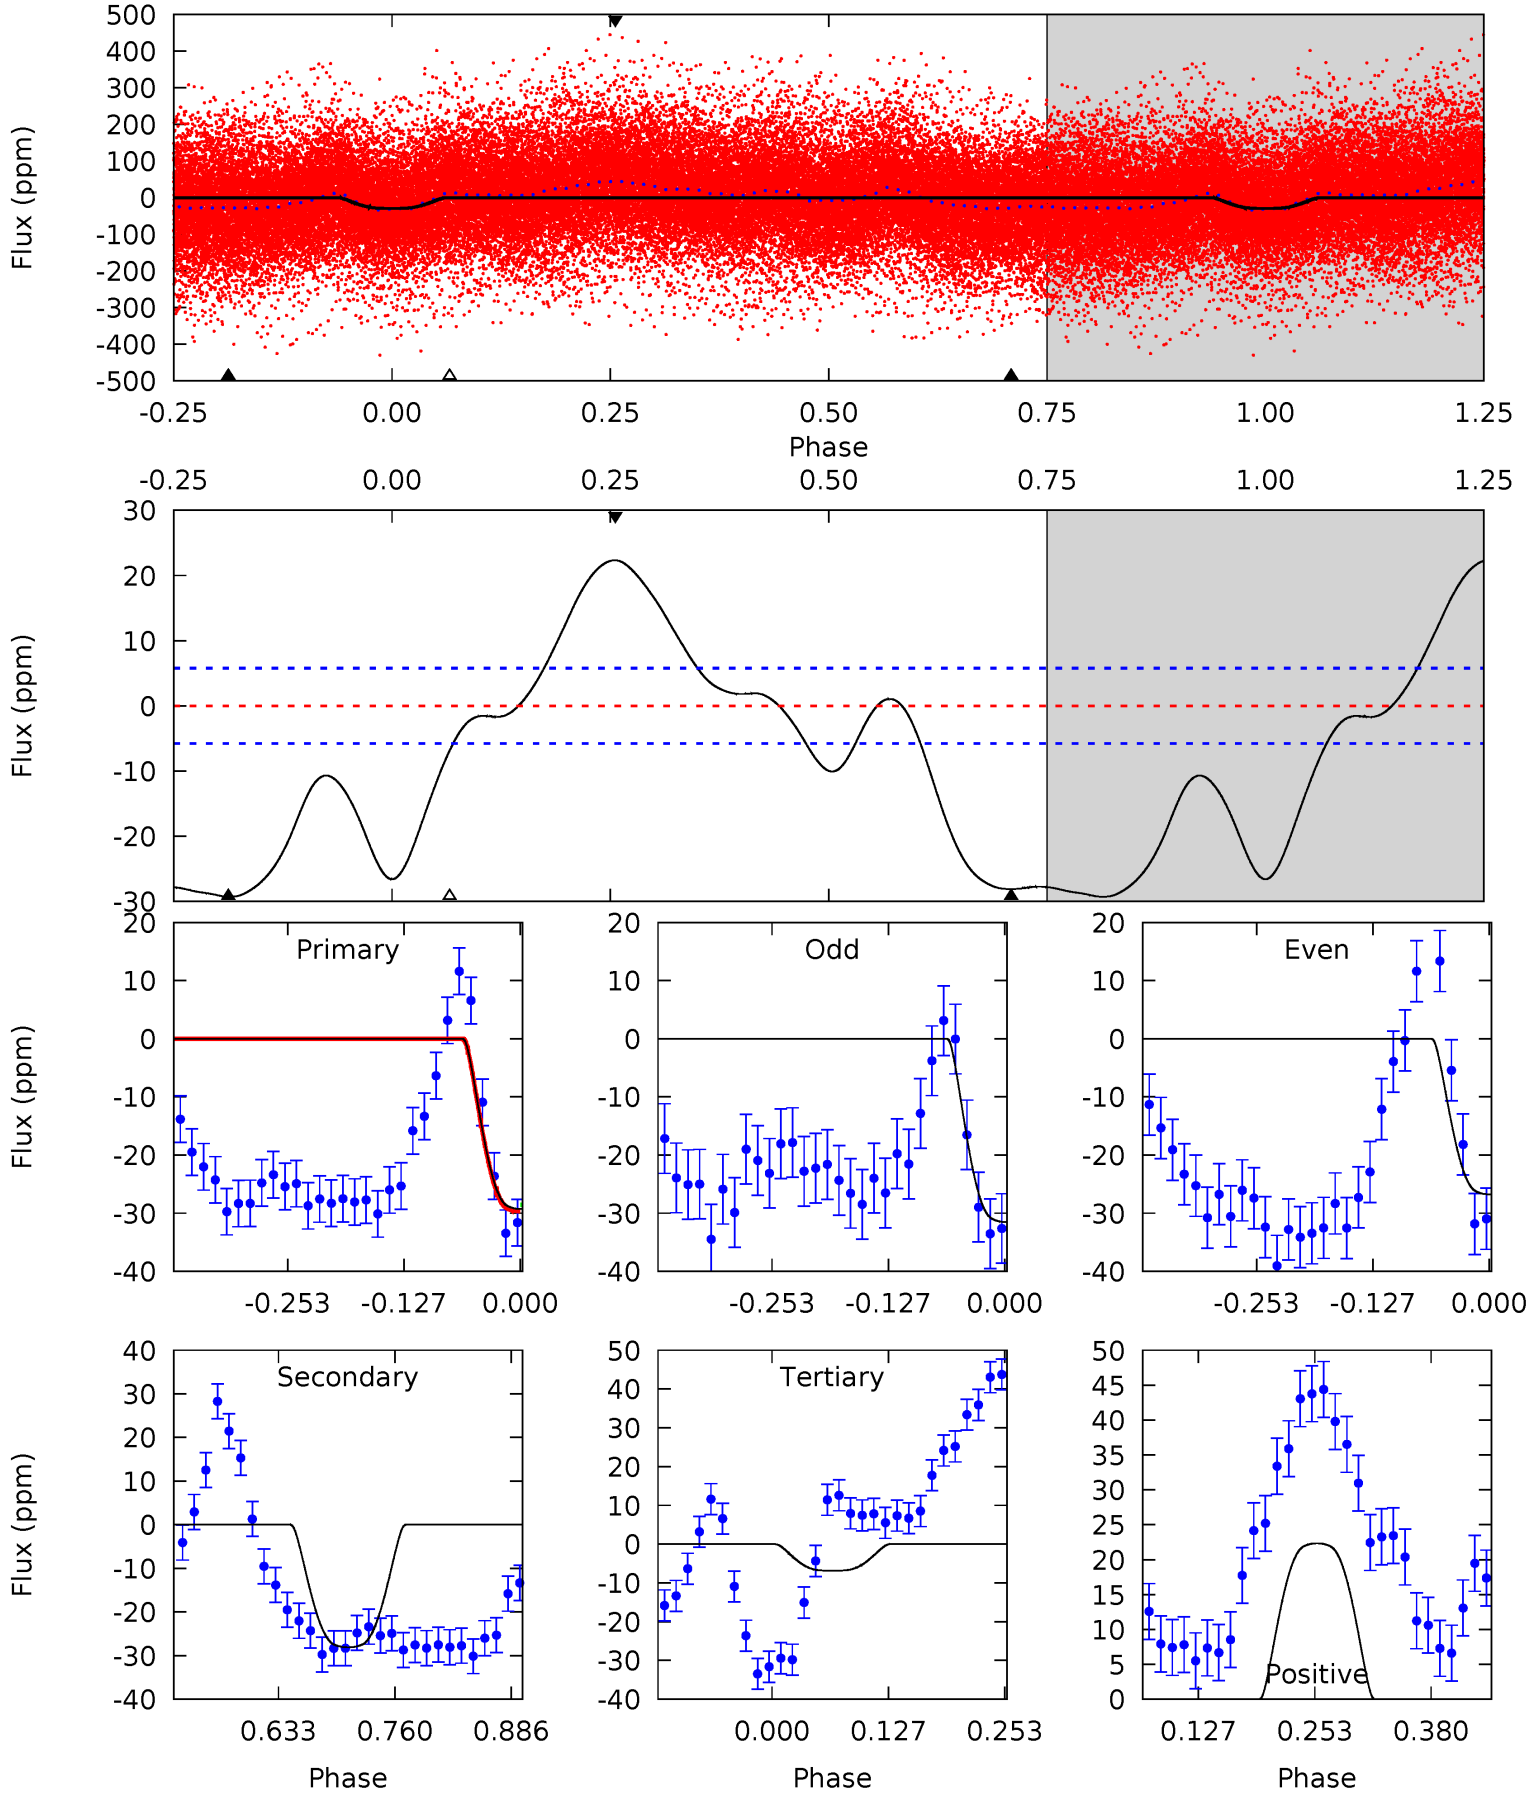 500
400
300
200
100
0
-100
-200
-300
-400
-500
Flux (ppm)
-0.25 0.00 0.25 0.50 0.75 1.00 1.25
Phase
-0.25 0.00 0.25 0.50 0.75 1.00 1.25
30
20
10
0
-10
-20
-30
Flux (ppm)
20 20 20
Primary Odd Even
10 10 10
0 0 0
-10 -10 -10
-20 -20 -20
-30 -30 -30
-40 -40 -40
Flux (ppm)
-0.253 -0.127 0.000 -0.253 -0.127 0.000 -0.253 -0.127 0.000
40 50 50
Secondary Tertiary
30 40 45
20 30 40
10 20 35
0 10 30
-10 0 25
-20 -10 20
-30 -20 15
-40 -30 10
-40 5
0
Positive
Flux (ppm)
0.633 0.760 0.886 0.000 0.127 0.253 0.127 0.253 0.380
Phase Phase Phase